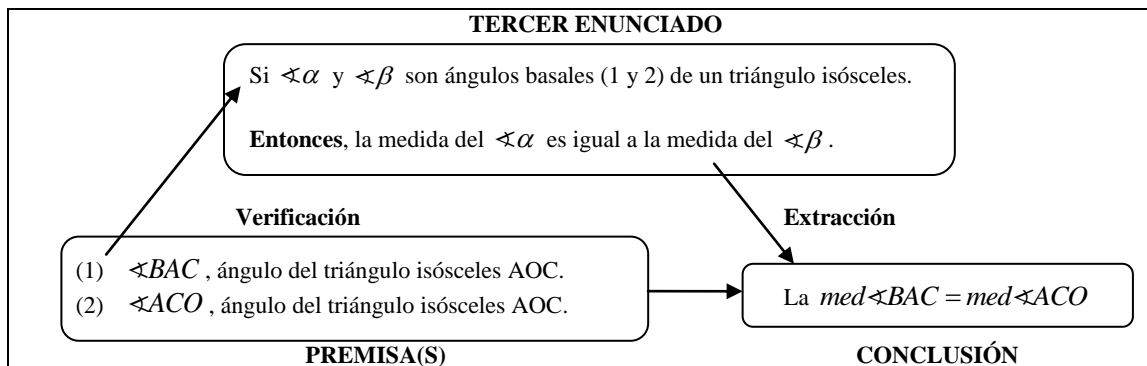 TERCER ENUNCIADO
Si ∢α y ∢β son ángulos basales (1 y 2) de un triángulo isósceles.
Entonces, la medida del ∢α es igual a la medida del ∢β.
Verificación
Extracción
(1) ∢BAC, ángulo del triángulo isósceles AOC.
(2) ∢ACO, ángulo del triángulo isósceles AOC.
La med∢BAC = med∢ACO
PREMISA(S)
CONCLUSIÓN